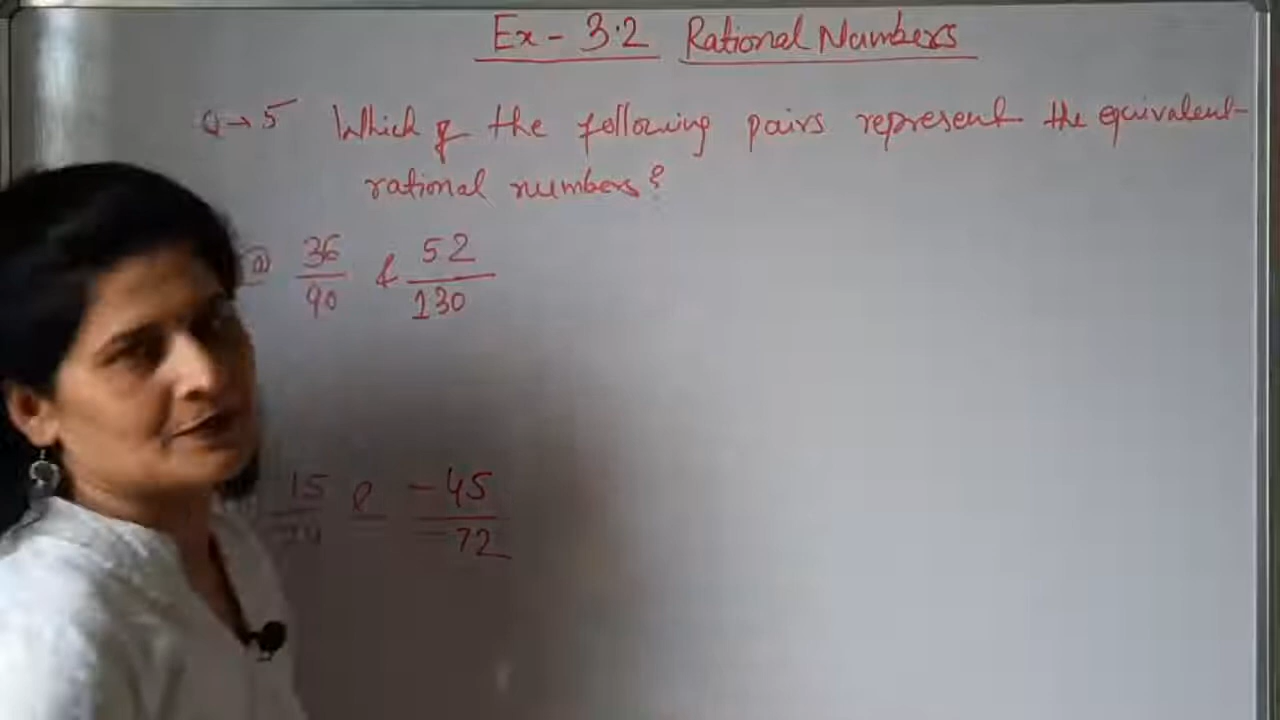 Ex - 3.2 Rational Numbers
Q→ 5 Which of the following pairs represent the equivalent
rational numbers?
(a) 36/90 & 52/130
15/24 & -45/-72